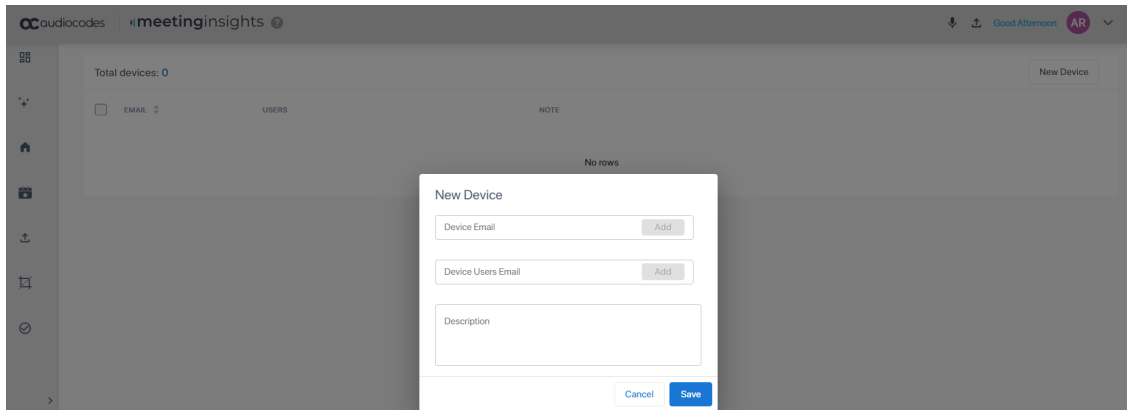 audiocodes meetinginsights ? Good Afternoon AR
Total devices: 0 New Device
EMAIL USERS NOTE
No rows
New Device
Device Email Add
Device Users Email Add
Description
Cancel Save